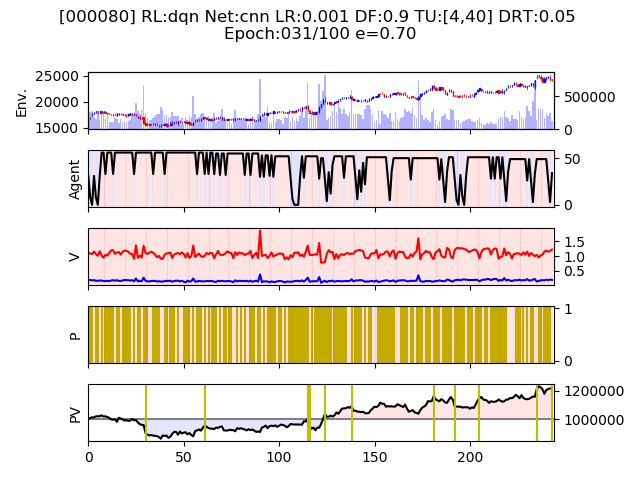 [000080] RL:dqn Net:cnn LR:0.001 DF:0.9 TU:[4,40] DRT:0.05
Epoch:031/100 e=0.70
Env.
25000
20000
15000
500000
0
Agent
50
0
V
1.5
1.0
0.5
P
1
0
PV
1200000
1000000
0 50 100 150 200